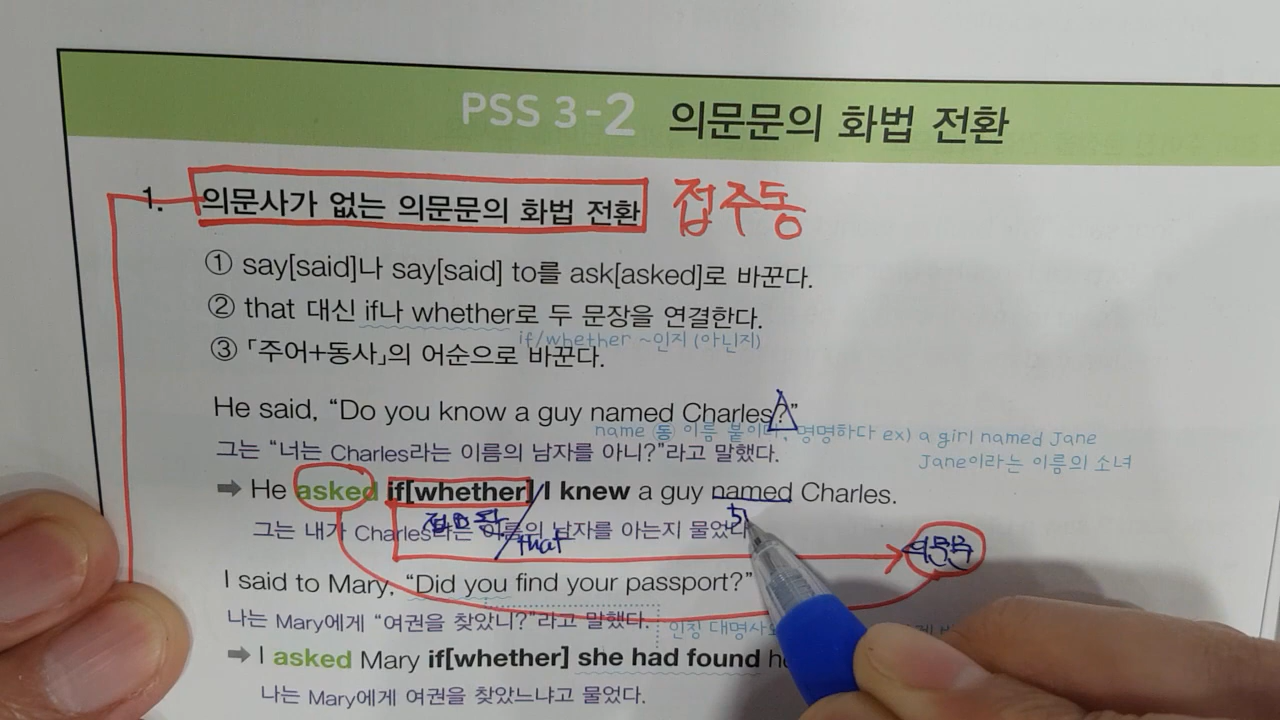 PSS 3-2 의문문의 화법 전환
1. 의문사가 없는 의문문의 화법 전환 접주동
① say[said]나 say[said] to를 ask[asked]로 바꾼다.
② that 대신 if나 whether로 두 문장을 연결한다.
if/whether ~인지 (아닌지)
③ 「주어+동사」의 어순으로 바꾼다.
He said, “Do you know a guy named Charles?”
name 동 이름 붙이다, 명명하다 ex) a girl named Jane
그는 “너는 Charles라는 이름의 남자를 아니?”라고 말했다.
Jane이라는 이름의 소녀
➡ He asked if[whether] I knew a guy named Charles.
그는 내가 Charles라는 이름의 남자를 아는지 물었다
that
의문문
I said to Mary, “Did you find your passport?”
나는 Mary에게 “여권을 찾았니?”라고 말했다.
인칭 대명사
➡ I asked Mary if[whether] she had found
나는 Mary에게 여권을 찾았느냐고 물었다.